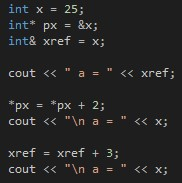 int x = 25;
int* px = &x;
int& xref = x;
cout << " a = " << xref;
*px = *px + 2;
cout << "\n a = " << x;
xref = xref + 3;
cout << "\n a = " << x;